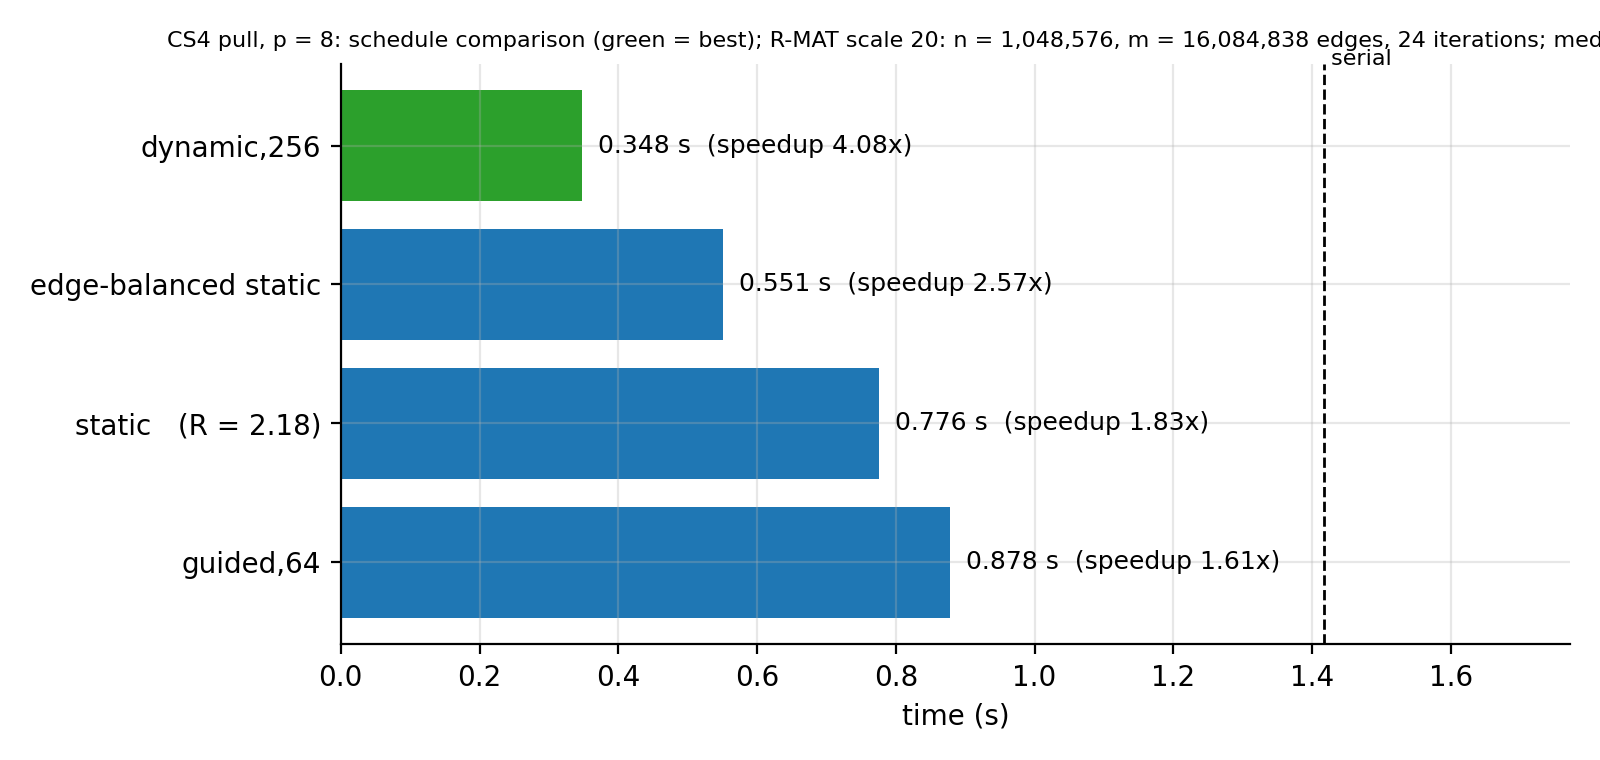 CS4 pull, p = 8: schedule comparison (green = best); R-MAT scale 20: n = 1,048,576, m = 16,084,838 edges, 24 iterations; med
serial
dynamic,256
0.348 s (speedup 4.08x)
edge-balanced static
0.551 s (speedup 2.57x)
static (R = 2.18)
0.776 s (speedup 1.83x)
guided,64
0.878 s (speedup 1.61x)
0.0 0.2 0.4 0.6 0.8 1.0 1.2 1.4 1.6
time (s)